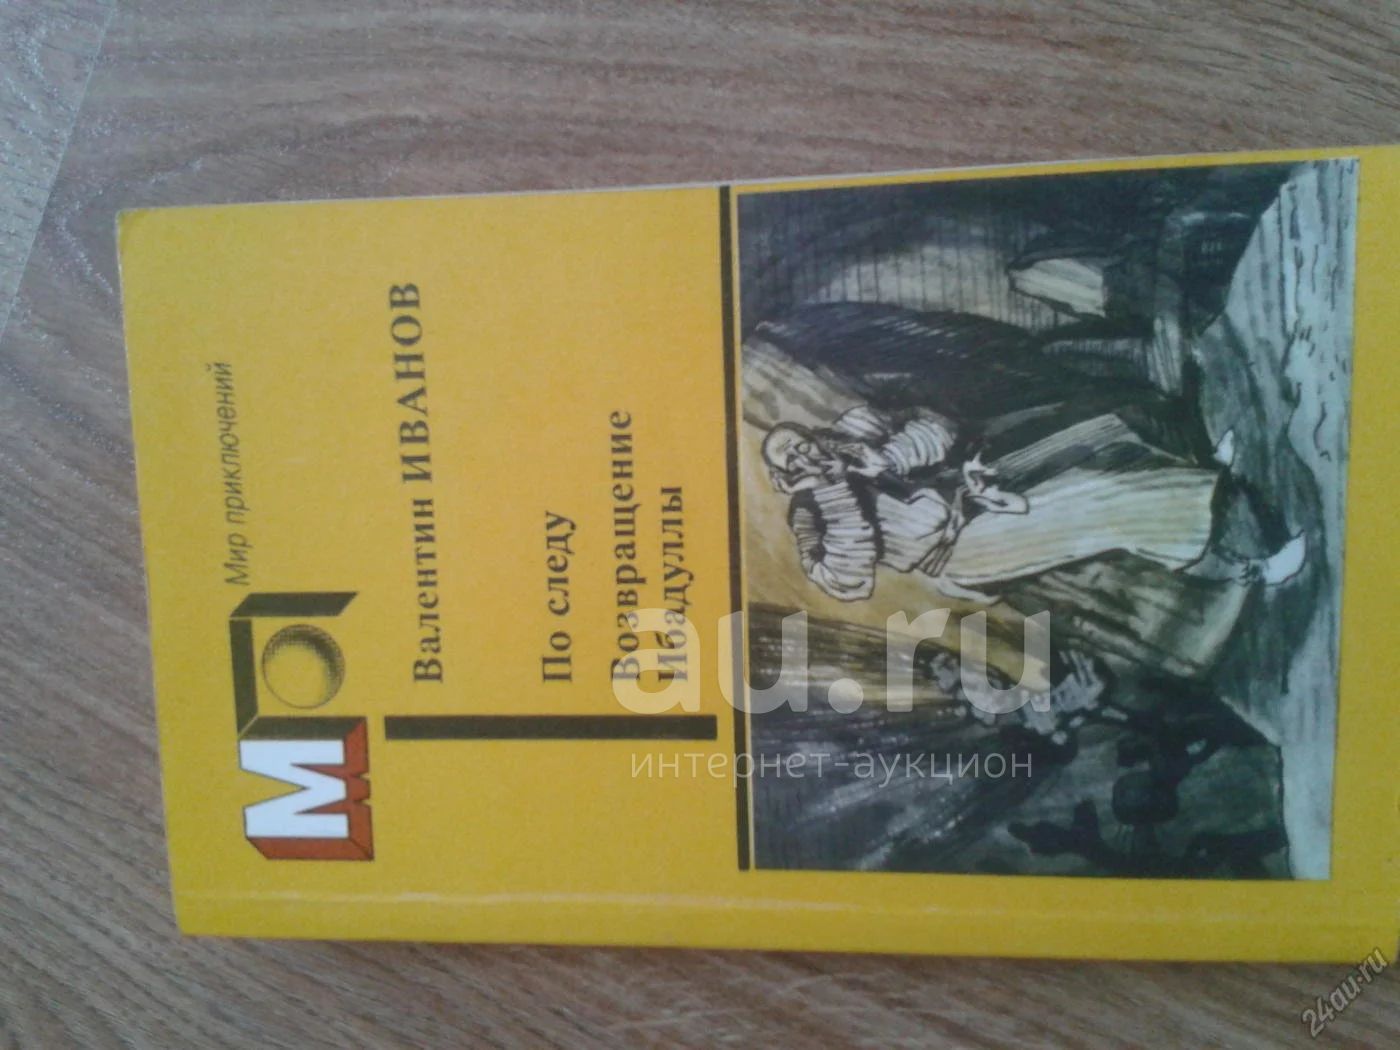 М
Мир приключений
Валентин ИВАНОВ
По следу
Возвращение
Ибадуллы
au.ru
интернет-аукцион
24au.ru